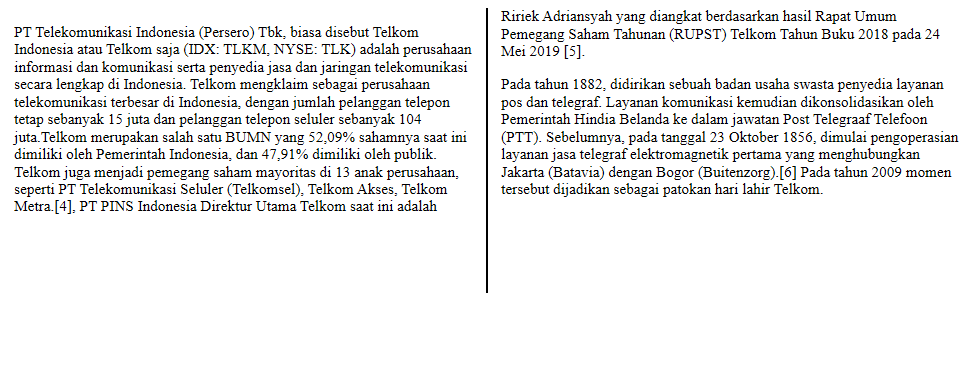 PT Telekomunikasi Indonesia (Persero) Tbk, biasa disebut Telkom
Indonesia atau Telkom saja (IDX: TLKM, NYSE: TLK) adalah perusahaan
informasi dan komunikasi serta penyedia jasa dan jaringan telekomunikasi
secara lengkap di Indonesia. Telkom mengklaim sebagai perusahaan
telekomunikasi terbesar di Indonesia, dengan jumlah pelanggan telepon
tetap sebanyak 15 juta dan pelanggan telepon seluler sebanyak 104
juta.Telkom merupakan salah satu BUMN yang 52,09% sahamnya saat ini
dimiliki oleh Pemerintah Indonesia, dan 47,91% dimiliki oleh publik.
Telkom juga menjadi pemegang saham mayoritas di 13 anak perusahaan,
seperti PT Telekomunikasi Seluler (Telkomsel), Telkom Akses, Telkom
Metra.[4], PT PINS Indonesia Direktur Utama Telkom saat ini adalah
Ririek Adriansyah yang diangkat berdasarkan hasil Rapat Umum
Pemegang Saham Tahunan (RUPST) Telkom Tahun Buku 2018 pada 24
Mei 2019 [5].
Pada tahun 1882, didirikan sebuah badan usaha swasta penyedia layanan
pos dan telegraf. Layanan komunikasi kemudian dikonsolidasikan oleh
Pemerintah Hindia Belanda ke dalam jawatan Post Telegraaf Telefoon
(PTT). Sebelumnya, pada tanggal 23 Oktober 1856, dimulai pengoperasian
layanan jasa telegraf elektromagnetik pertama yang menghubungkan
Jakarta (Batavia) dengan Bogor (Buitenzorg).[6] Pada tahun 2009 momen
tersebut dijadikan sebagai patokan hari lahir Telkom.